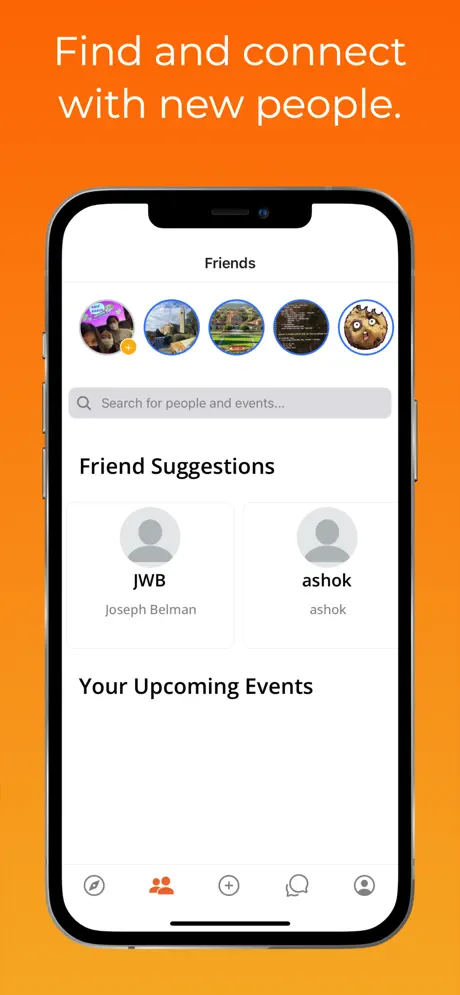 Find and connect
with new people.
Friends
Search for people and events...
Friend Suggestions
JWB
ashok
Joseph Belman
ashok
Your Upcoming Events